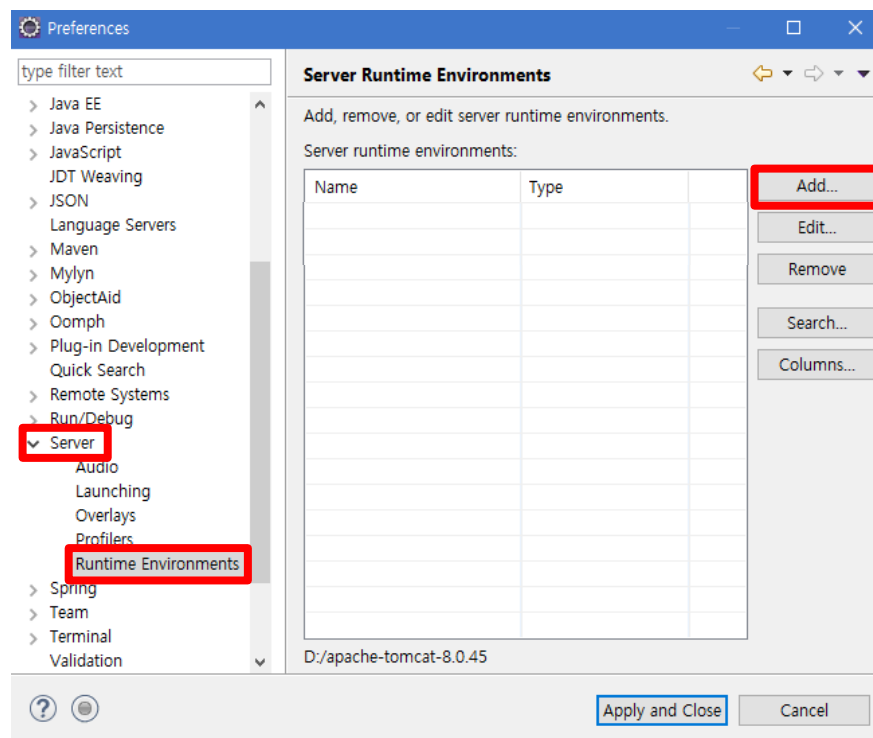 Preferences
type filter text
Java EE
Java Persistence
JavaScript
JDT Weaving
JSON
Language Servers
Maven
Mylyn
ObjectAid
Oomph
Plug-in Development
Quick Search
Remote Systems
Run/Debug
Server
Audio
Launching
Overlays
Profilers
Runtime Environments
Spring
Team
Terminal
Validation
Server Runtime Environments
Add, remove, or edit server runtime environments.
Server runtime environments:
Name Type
Add...
Edit...
Remove
Search...
Columns...
D:/apache-tomcat-8.0.45
Apply and Close Cancel